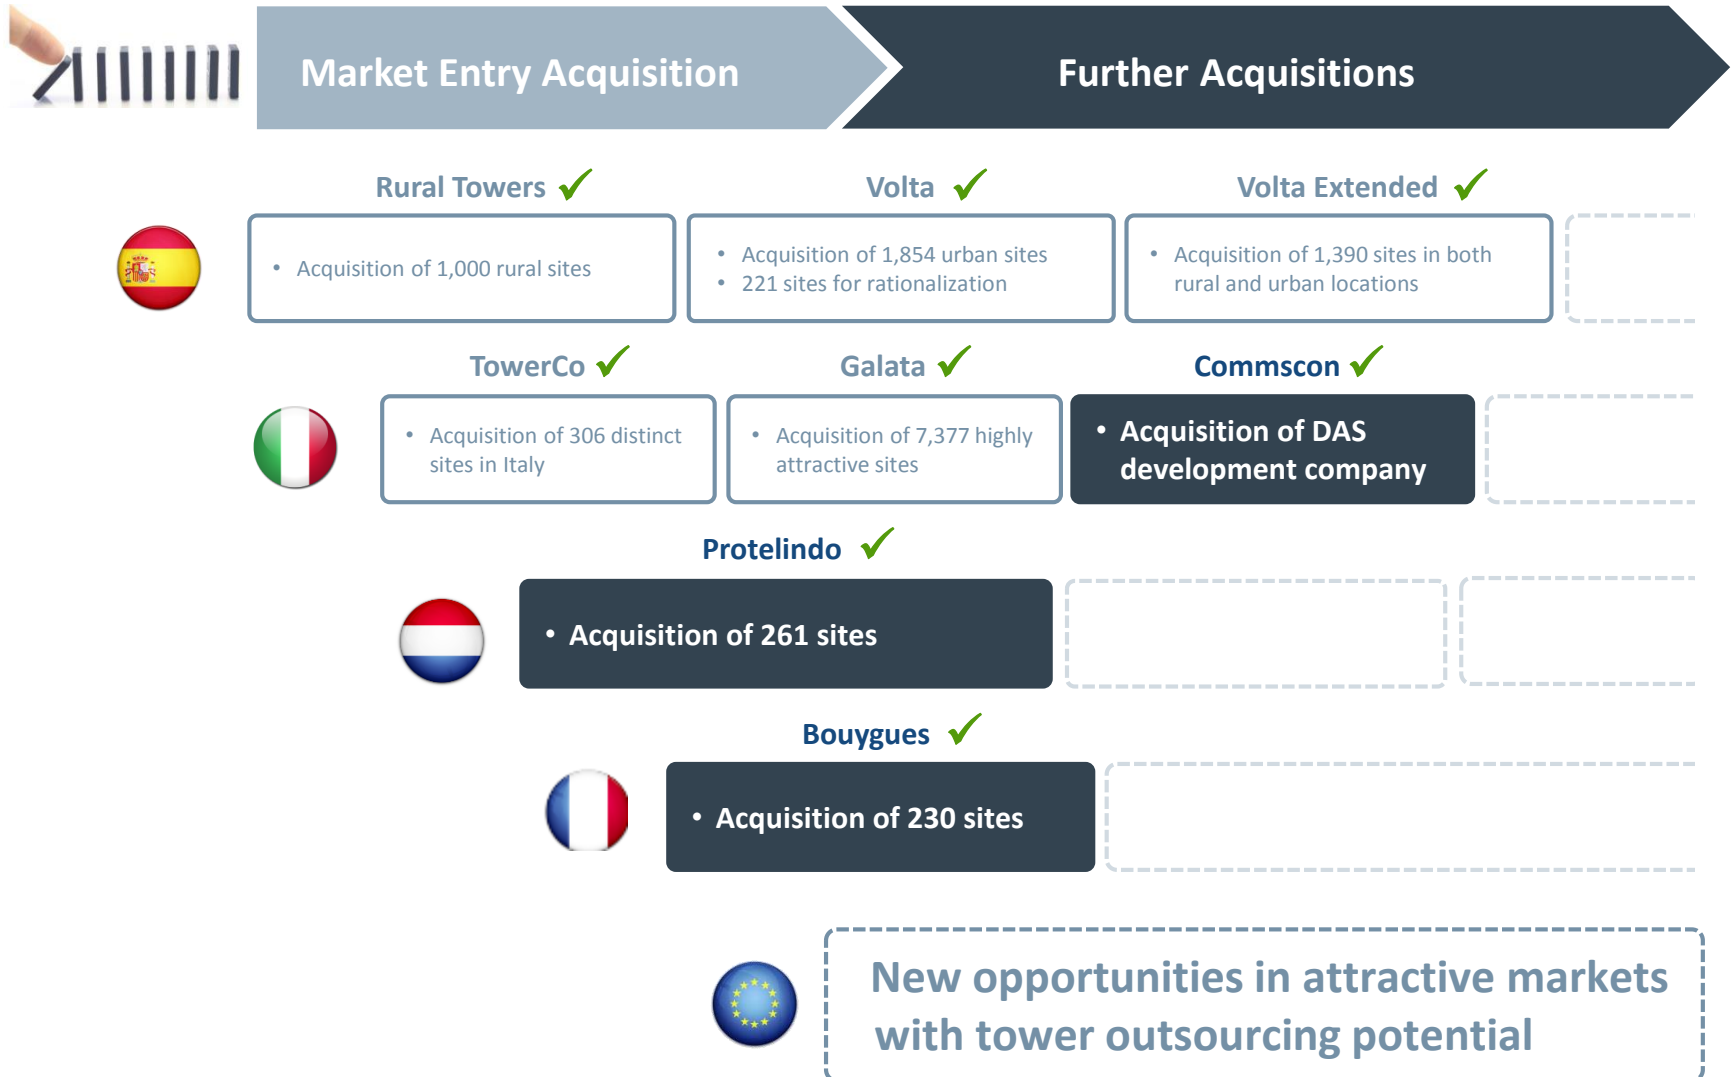 Market Entry Acquisition
Further Acquisitions
Rural Towers
Volta
Volta Extended
• Acquisition of 1,000 rural sites
• Acquisition of 1,854 urban sites
• 221 sites for rationalization
• Acquisition of 1,390 sites in both
rural and urban locations
TowerCo
Galata
Commscon
• Acquisition of 306 distinct
sites in Italy
• Acquisition of 7,377 highly
attractive sites
• Acquisition of DAS
development company
Protelindo
• Acquisition of 261 sites
Bouygues
• Acquisition of 230 sites
New opportunities in attractive markets
with tower outsourcing potential